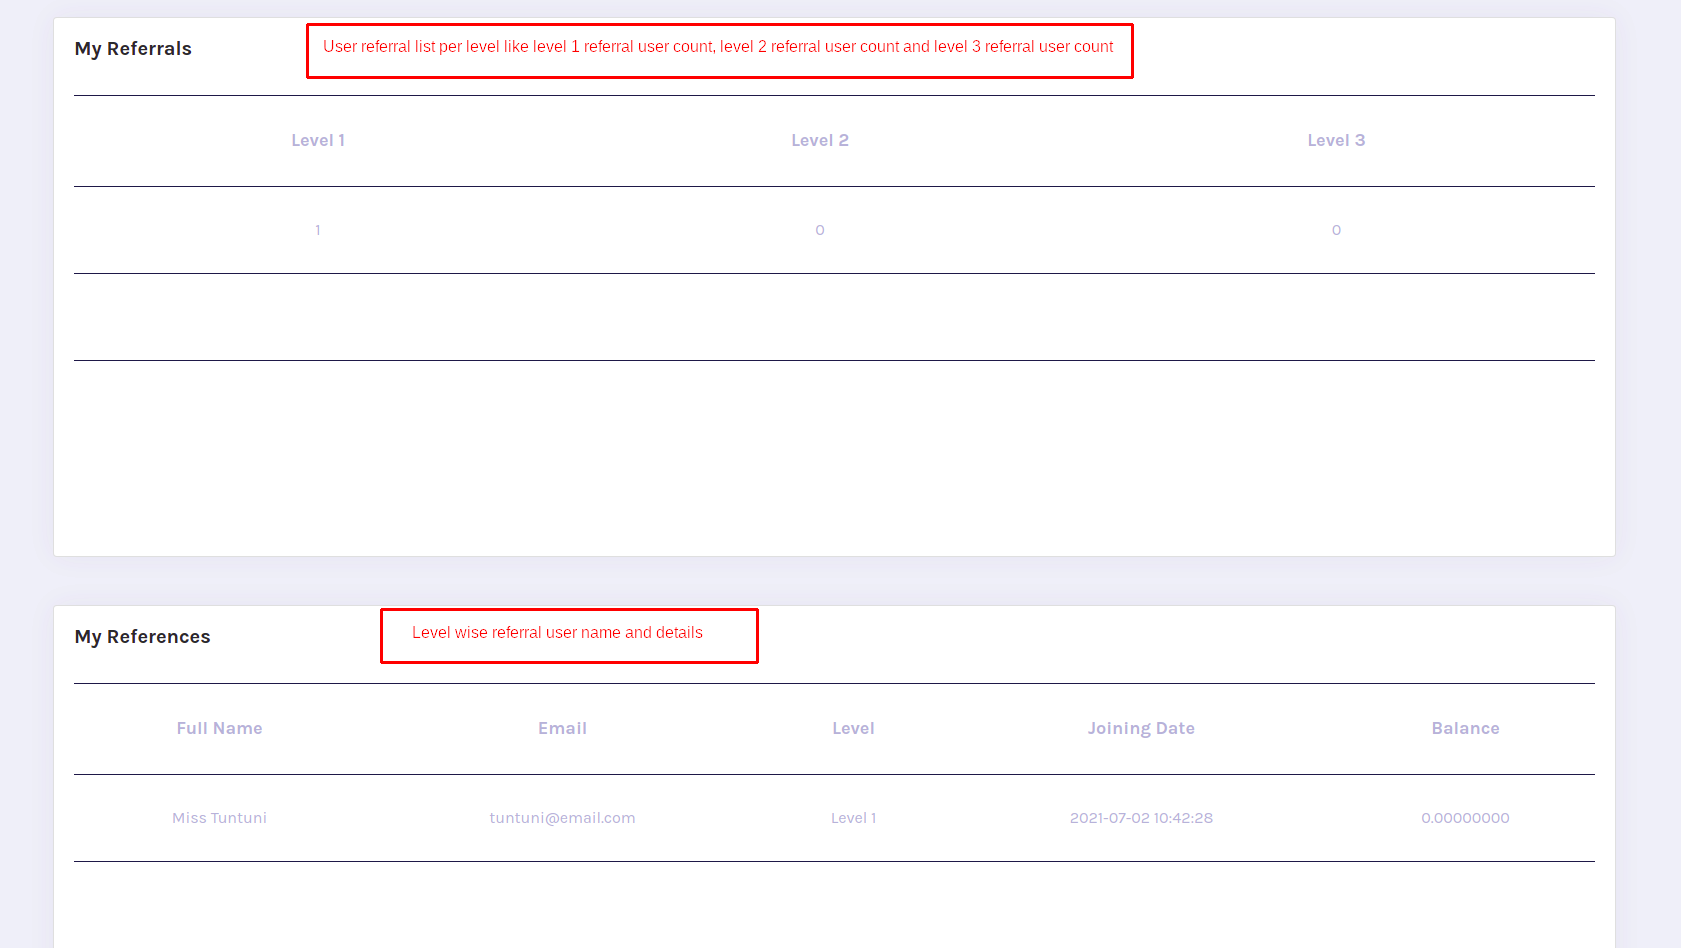 My Referrals
User referral list per level like level 1 referral user count, level 2 referral user count and level 3 referral user count
Level 1 Level 2 Level 3
1 0 0
My References
Level wise referral user name and details
Full Name Email Level Joining Date Balance
Miss Tuntuni tuntuni@email.com Level 1 2021-07-02 10:42:28 0.00000000